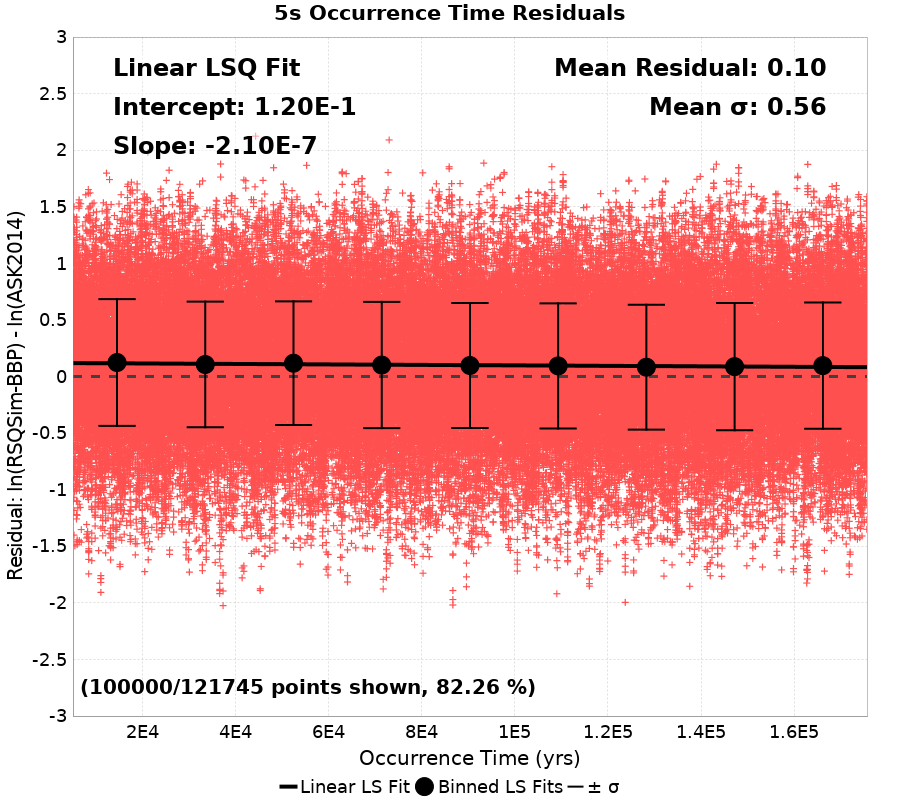 5s Occurrence Time Residuals
Linear LSQ Fit
Intercept: 1.20E-1
Slope: -2.10E-7
Mean Residual: 0.10
Mean σ: 0.56
Residual: ln(RSQSim-BBP) - ln(ASK2014)
3
2.5
2
1.5
1
0.5
0
-0.5
-1
-1.5
-2
-2.5
-3
(100000/121745 points shown, 82.26 %)
2E4 4E4 6E4 8E4 1E5 1.2E5 1.4E5 1.6E5
Occurrence Time (yrs)
Linear LS Fit Binned LS Fits ± σ